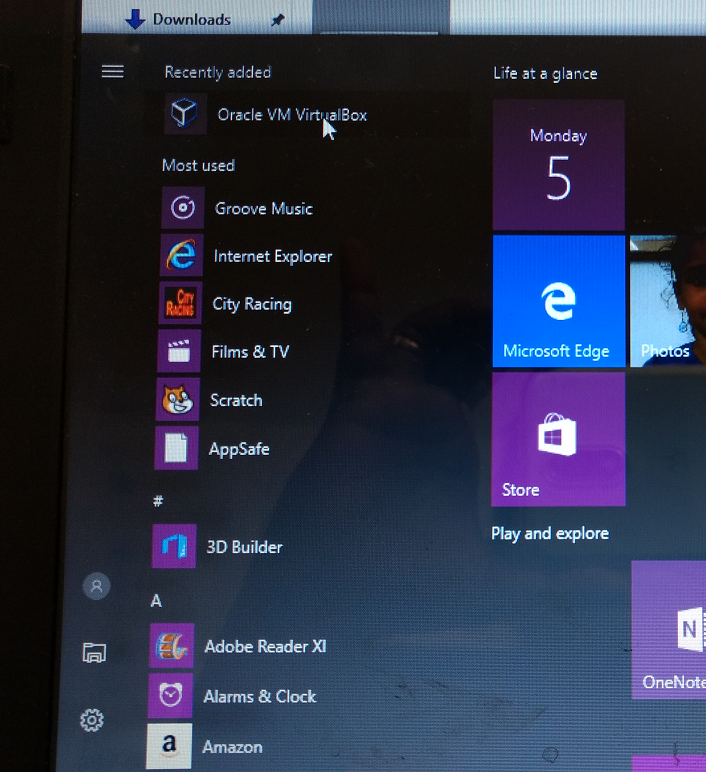 Downloads
Recently added
Oracle VM VirtualBox
Most used
Groove Music
Internet Explorer
City Racing
CITY
RACING
Films & TV
Scratch
AppSafe
#
3D Builder
A
Adobe Reader XI
Alarms & Clock
a
Amazon
Life at a glance
Monday
5
Microsoft Edge
Photos
Store
Play and explore
N
OneNote